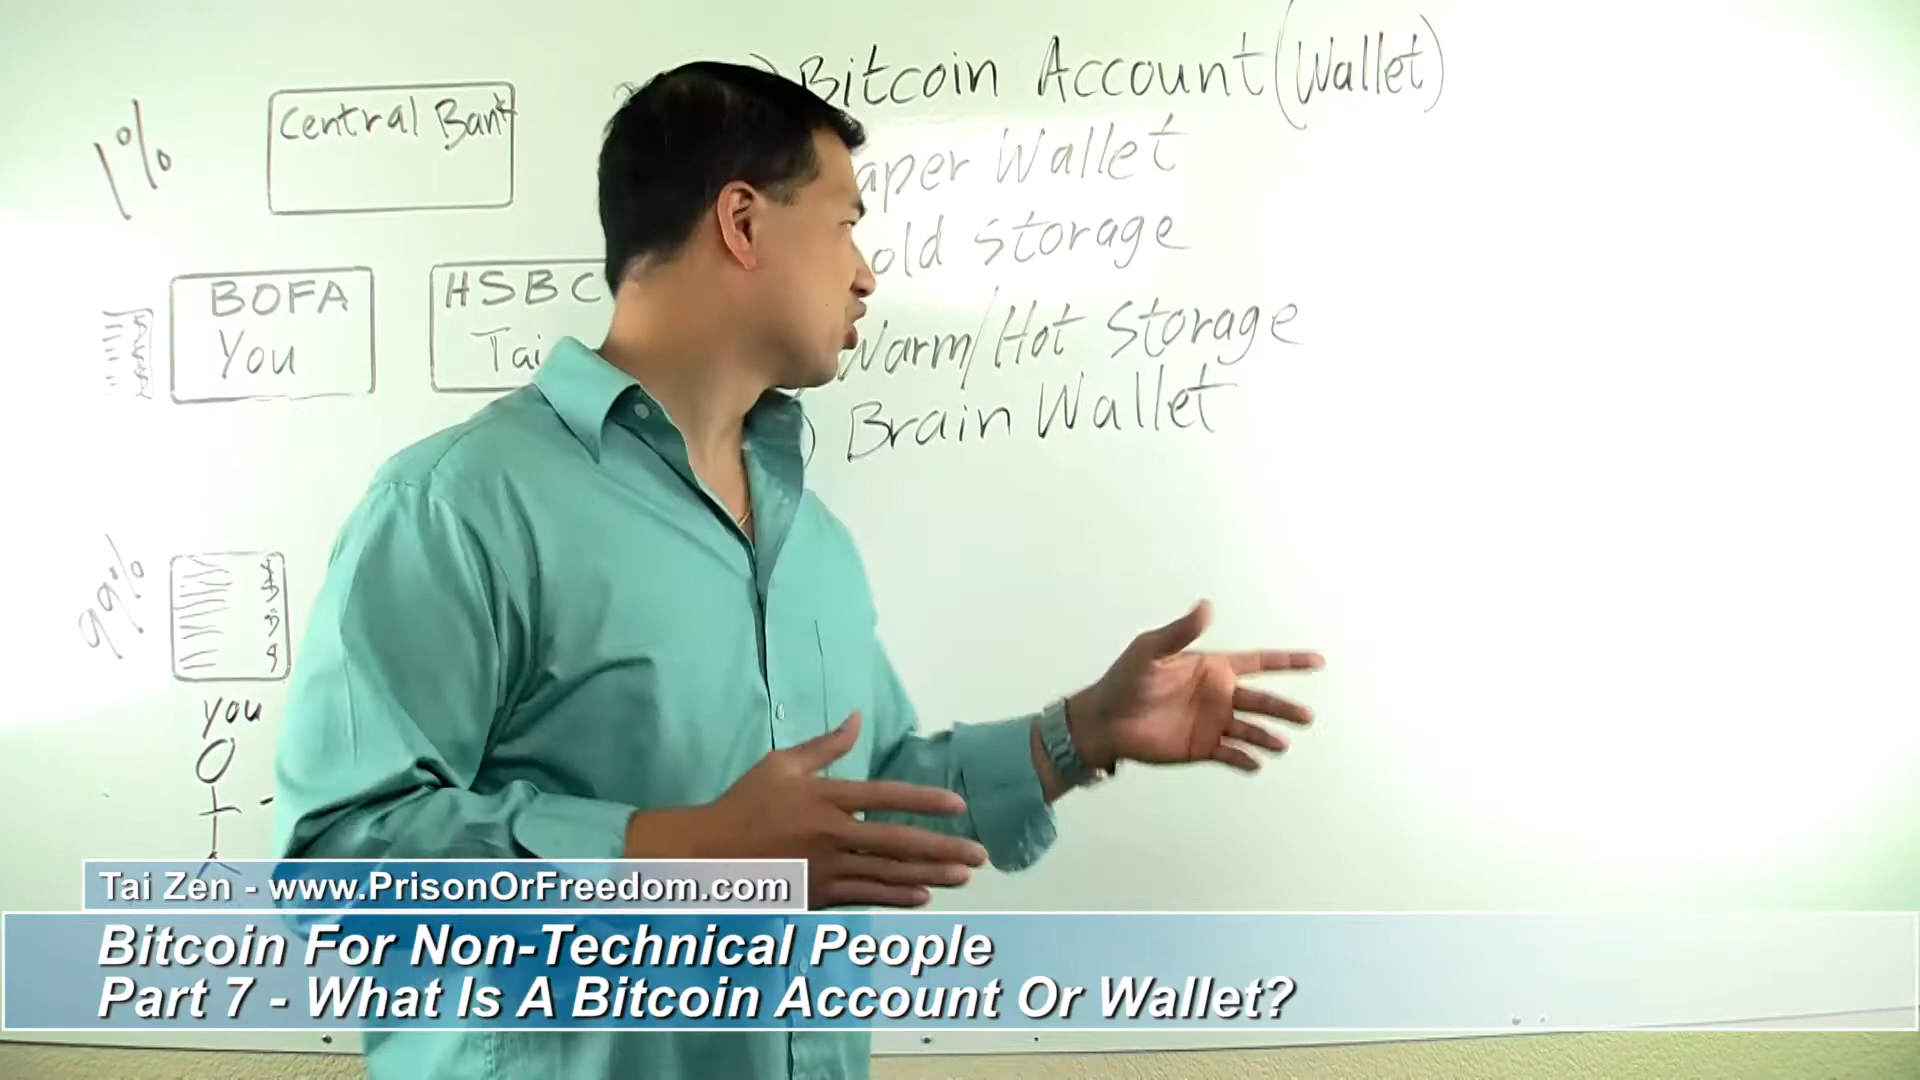 1%
Central Bank
BOFA
You
HSBC
Tai
99%
you
Bitcoin Account (Wallet)
aper Wallet
old Storage
Warm/Hot Storage
Brain Wallet
Tai Zen - www.PrisonOrFreedom.com
Bitcoin For Non-Technical People
Part 7 - What Is A Bitcoin Account Or Wallet?